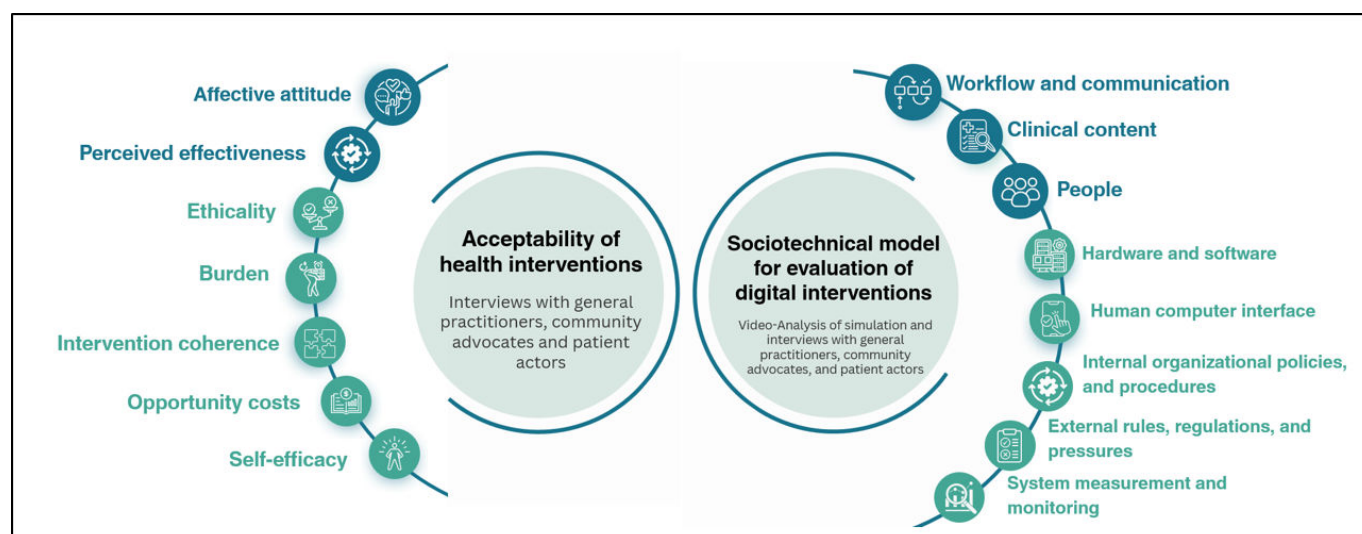 Affective attitude
Perceived effectiveness
Ethicality
Burden
Intervention coherence
Opportunity costs
Self-efficacy
Acceptability of
health interventions
Interviews with general
practitioners, community
advocates and patient
actors
Sociotechnical model
for evaluation of
digital interventions
Video-Analysis of simulation and
interviews with general
practitioners, community
advocates, and patient actors
Workflow and communication
Clinical content
People
Hardware and software
Human computer interface
Internal organizational policies,
and procedures
External rules, regulations, and
pressures
System measurement and
monitoring